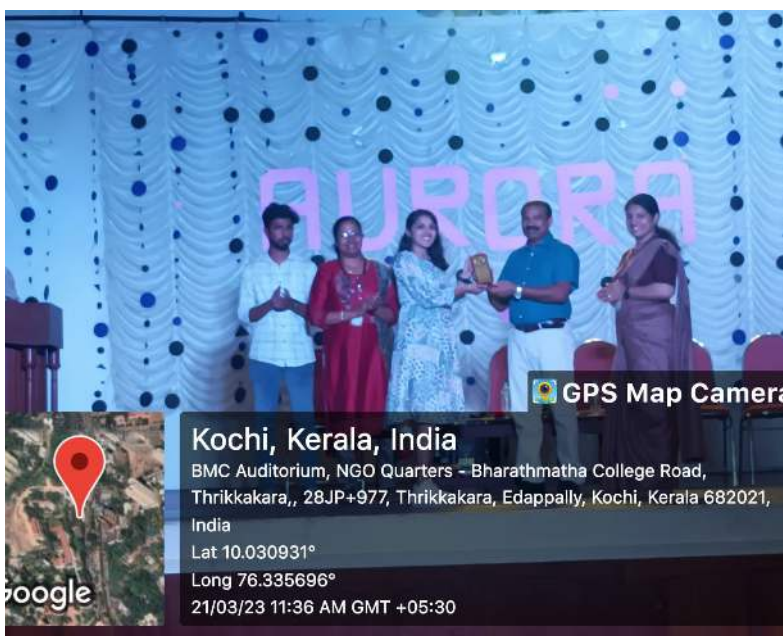 AURORA
GPS Map Camera
Kochi, Kerala, India
BMC Auditorium, NGO Quarters - Bharathmatha College Road,
Thrikkakara,, 28JP+977, Thrikkakara, Edappally, Kochi, Kerala 682021,
India
Lat 10.030931°
Long 76.335696°
21/03/23 11:36 AM GMT +05:30
Google